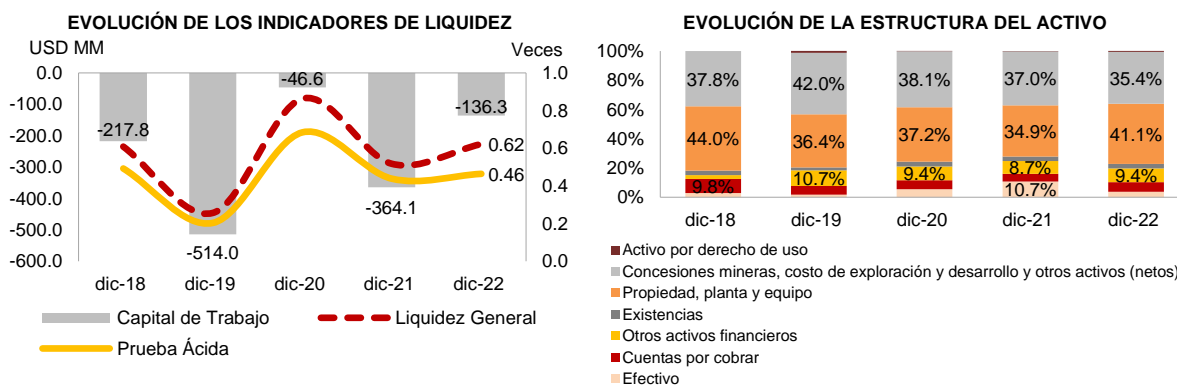 EVOLUCIÓN DE LOS INDICADORES DE LIQUIDEZ
USD MM
Veces
0.0
-100.0
-200.0
-300.0
-400.0
-500.0
-600.0
1.0
0.8
0.6
0.4
0.2
0.0
-217.8
-514.0
-46.6
-364.1
-136.3
0.62
0.46
dic-18
dic-19
dic-20
dic-21
dic-22
Capital de Trabajo
Liquidez General
Prueba Ácida
EVOLUCIÓN DE LA ESTRUCTURA DEL ACTIVO
100%
80%
60%
40%
20%
0%
37.8%
42.0%
38.1%
37.0%
35.4%
44.0%
36.4%
37.2%
34.9%
41.1%
9.8%
10.7%
9.4%
8.7%
9.4%
10.7%
dic-18
dic-19
dic-20
dic-21
dic-22
Activo por derecho de uso
Concesiones mineras, costo de exploración y desarrollo y otros activos (netos)
Propiedad, planta y equipo
Existencias
Otros activos financieros
Cuentas por cobrar
Efectivo